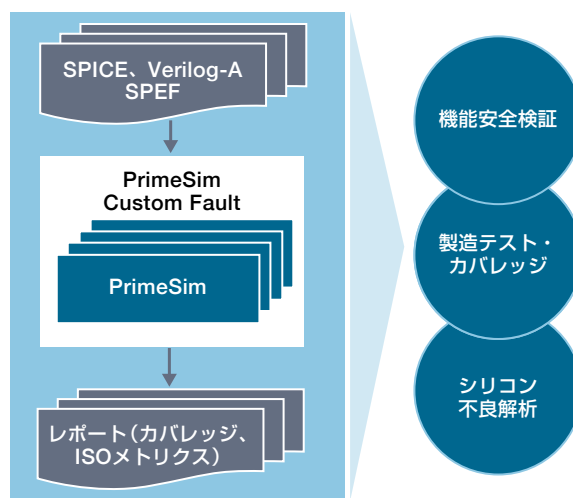 SPICE、Verilog-A
SPEF
PrimeSim
Custom Fault
PrimeSim
レポート（カバレッジ、
ISOメトリクス）
機能安全検証
製造テスト・
カバレッジ
シリコン
不良解析